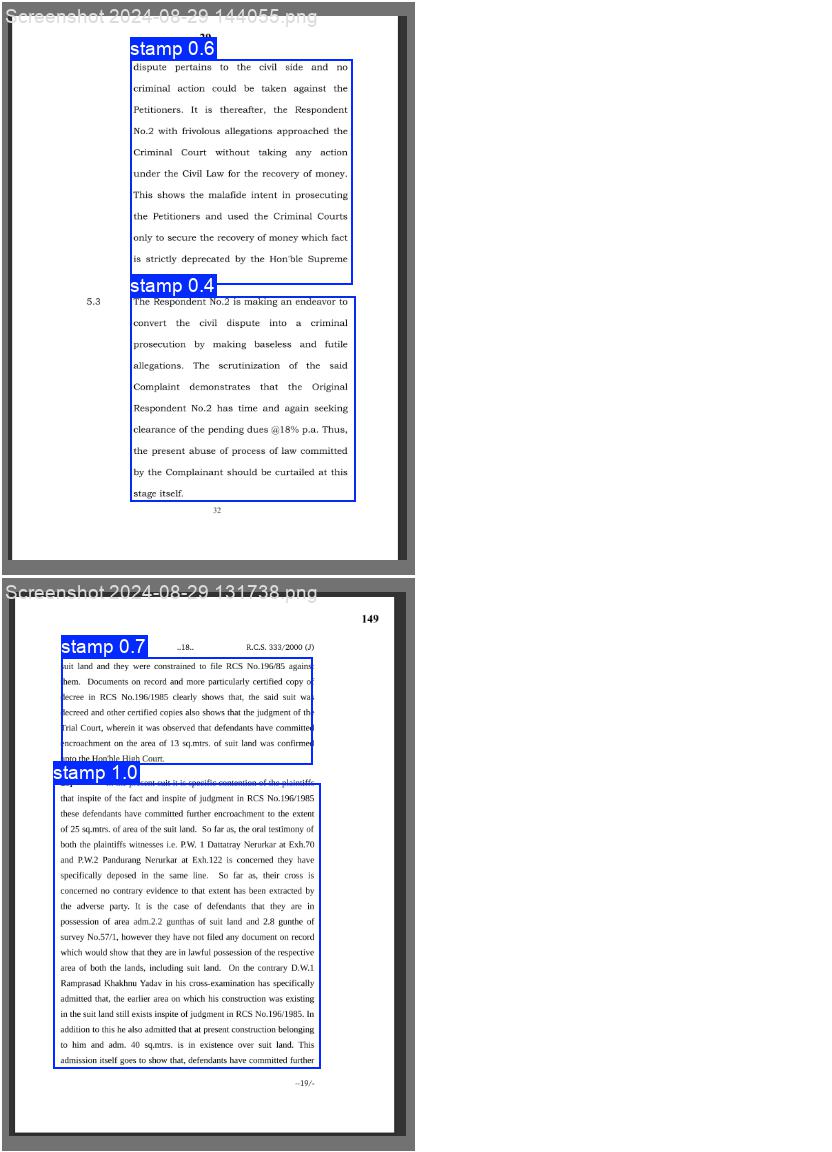 Screenshot 2024-08-29 144055.png
stamp 0.6
dispute pertains to the civil side and no
criminal action could be taken against the
Petitioners. It is thereafter, the Respondent
No.2 with frivolous allegations approached the
Criminal Court without taking any action
under the Civil Law for the recovery of money.
This shows the malafide intent in prosecuting
the Petitioners and used the Criminal Courts
only to secure the recovery of money which fact
is strictly deprecated by the Hon'ble Supreme
stamp 0.4
5.3 The Respondent No.2 is making an endeavor to
convert the civil dispute into a criminal
prosecution by making baseless and futile
allegations. The scrutinization of the said
Complaint demonstrates that the Original
Respondent No.2 has time and again seeking
clearance of the pending dues @18% p.a. Thus,
the present abuse of process of law committed
by the Complainant should be curtailed at this
stage itself.
32
Screenshot 2024-08-29 131738.png
149
stamp 0.7 ..18.. R.C.S. 333/2000 (J)
suit land and they were constrained to file RCS No.196/85 against
them. Documents on record and more particularly certified copy of
decree in RCS No.196/1985 clearly shows that, the said suit was
decreed and other certified copies also shows that the judgment of the
Trial Court, wherein it was observed that defendants have committed
encroachment on the area of 13 sq.mtrs. of suit land was confirmed
upto the Hon'ble High Court.
stamp 1.0
In the present suit it is specific contention of the plaintiffs
that inspite of the fact and inspite of judgment in RCS No.196/1985
these defendants have committed further encroachment to the extent
of 25 sq.mtrs. of area of the suit land. So far as, the oral testimony of
both the plaintiffs witnesses i.e. P.W. 1 Dattatray Nerurkar at Exh.70
and P.W.2 Pandurang Nerurkar at Exh.122 is concerned they have
specifically deposed in the same line. So far as, their cross is
concerned no contrary evidence to that extent has been extracted by
the adverse party. It is the case of defendants that they are in
possession of area adm.2.2 gunthas of suit land and 2.8 gunthe of
survey No.57/1, however they have not filed any document on record
which would show that they are in lawful possession of the respective
area of both the lands, including suit land. On the contrary D.W.1
Ramprasad Khakhnu Yadav in his cross-examination has specifically
admitted that, the earlier area on which his construction was existing
in the suit land still exists inspite of judgment in RCS No.196/1985. In
addition to this he also admitted that at present construction belonging
to him and adm. 40 sq.mtrs. is in existence over suit land. This
admission itself goes to show that, defendants have committed further
--19/-